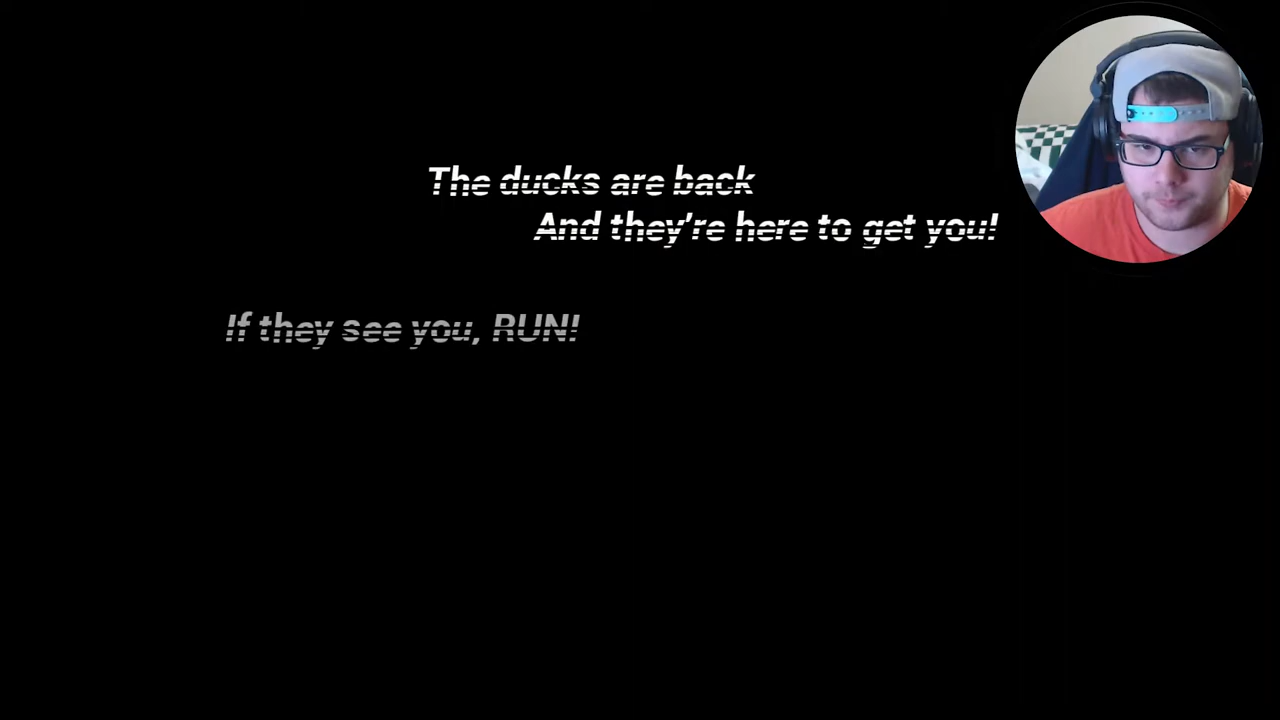 The ducks are back
And they're here to get you!
If they see you, RUN!